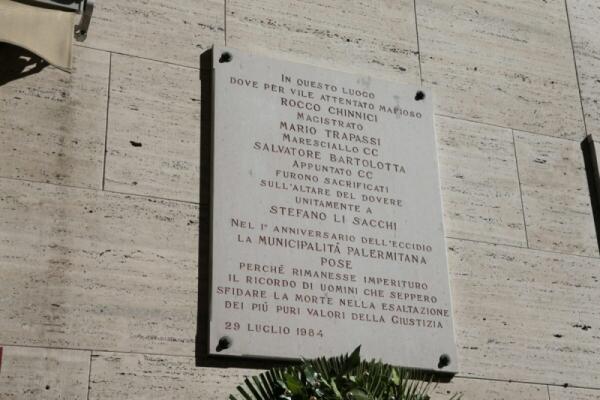 In questo luogo
dove per vile attentato mafioso
Rocco Chinnici
Magistrato
Mario Trapassi
Maresciallo CC
Salvatore Bartolotta
Appuntato CC
furono sacrificati
sull'altare del dovere
unitamente a
Stefano Li Sacchi
Nel 1° anniversario dell'eccidio
la Municipalità Palermitana
pose
perché rimanesse imperituro
il ricordo di uomini che seppero
sfidare la morte nella esaltazione
dei piú puri valori della Giustizia
29 luglio 1984